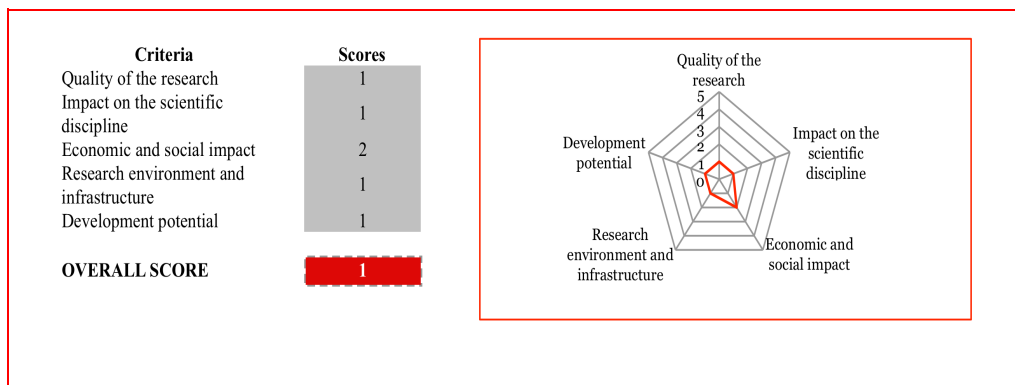 Criteria Scores
Quality of the research 1
Impact on the scientific
discipline 1
Economic and social impact 2
Research environment and
infrastructure 1
Development potential 1
OVERALL SCORE 1
Quality of the
research
5
4
3
2
1
0
Impact on the
scientific
discipline
Economic and
social impact
Research
environment and
infrastructure
Development
potential